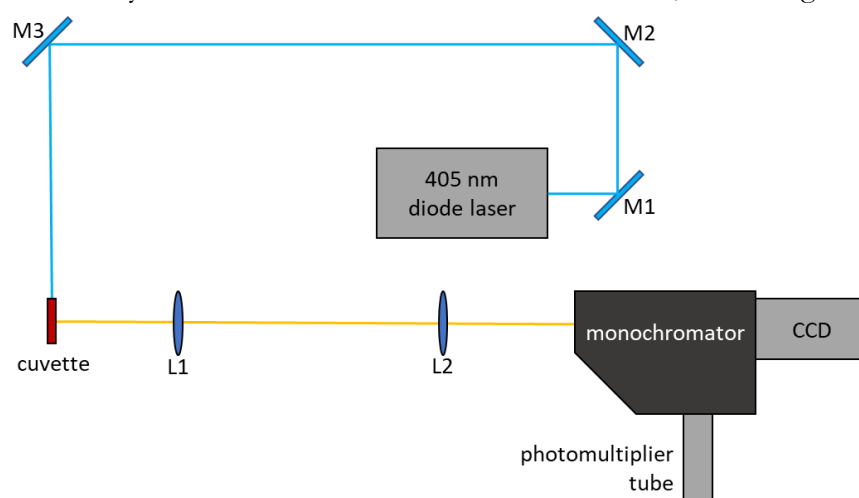 M3
M2
405 nm
diode laser
M1
monochromator
CCD
cuvette
L1
L2
photomultiplier
tube